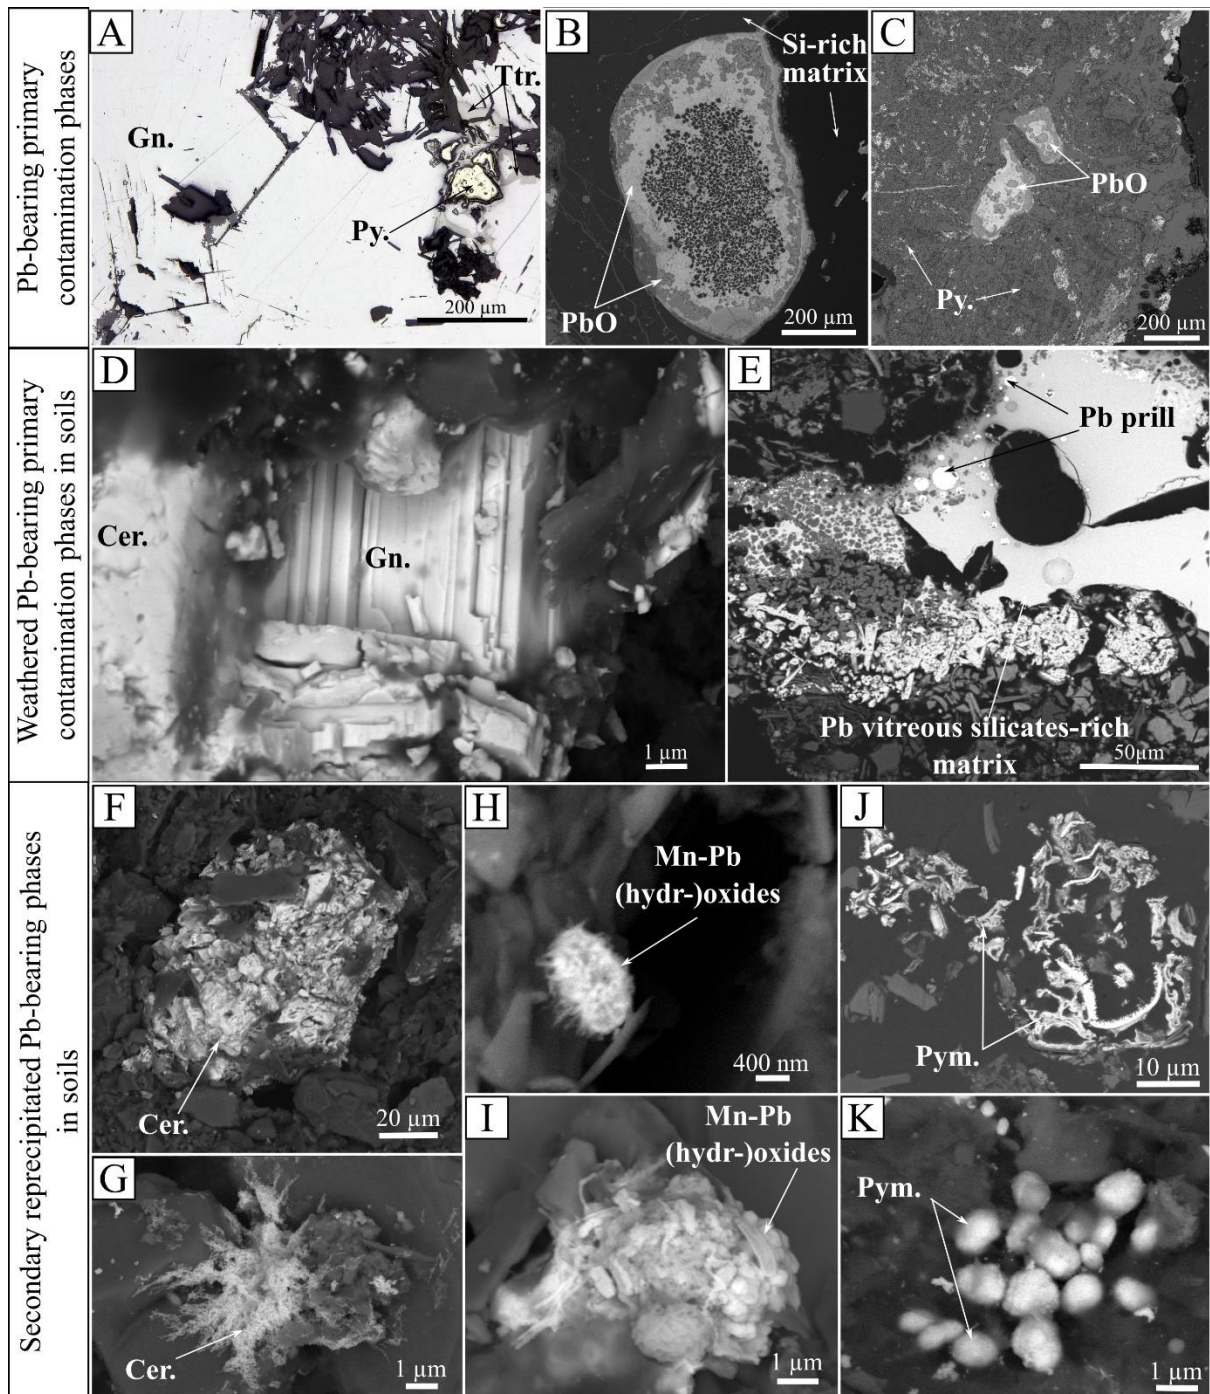 Pb-bearing primary
contamination phases
A
Gn.
Ttr.
Py.
200 µm
B
Si-rich
matrix
PbO
200 µm
C
PbO
Py.
200 µm
Weathered Pb-bearing primary
contamination phases in soils
D
Cer.
Gn.
1 µm
E
Pb prill
Pb vitreous silicates-rich
matrix
50µm
Secondary reprecipitated Pb-bearing phases
in soils
F
Cer.
20 µm
G
Cer.
1 µm
H
Mn-Pb
(hydr-)oxides
400 nm
I
Mn-Pb
(hydr-)oxides
1 µm
J
Pym.
10 µm
K
Pym.
1 µm